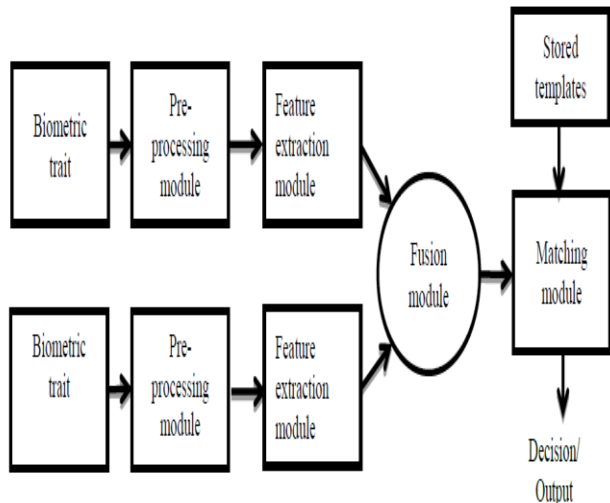 Biometric
trait
Pre-
processing
module
Feature
extraction
module
Stored
templates
Fusion
module
Matching
module
Biometric
trait
Pre-
processing
module
Feature
extraction
module
Decision/
Output